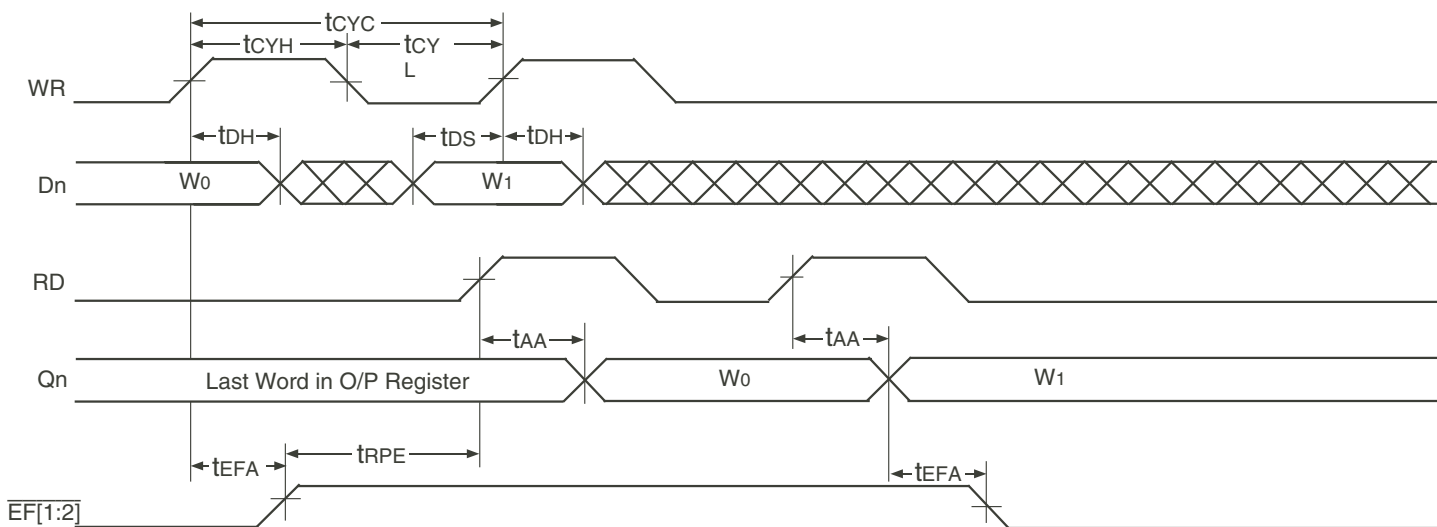 tCYC
tCYH
tCY
L
WR
tDH
tDS
tDH
Dn
W0
W1
RD
tAA
tAA
Qn
Last Word in O/P Register
W0
W1
tEFA
tRPE
tEFA
EF[1:2]